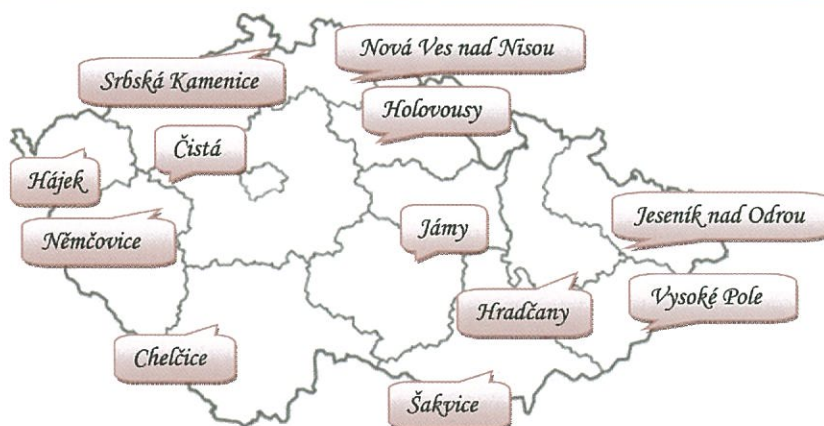 Nová Ves nad Nisou
Srbská Kamenice
Holovousy
Čistá
Hájek
Němčovice
Jámy
Jeseník nad Odrou
Hradčany
Vysoké Pole
Chelčice
Šakvice